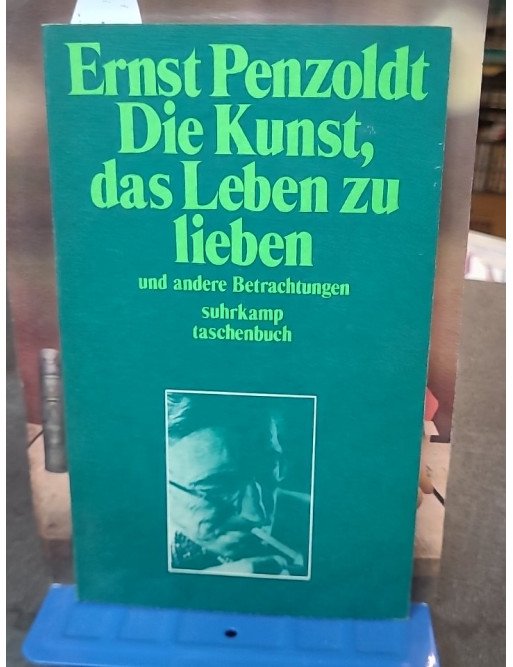 Ernst Penzoldt
Die Kunst,
das Leben zu
lieben
und andere Betrachtungen
suhrkamp
taschenbuch